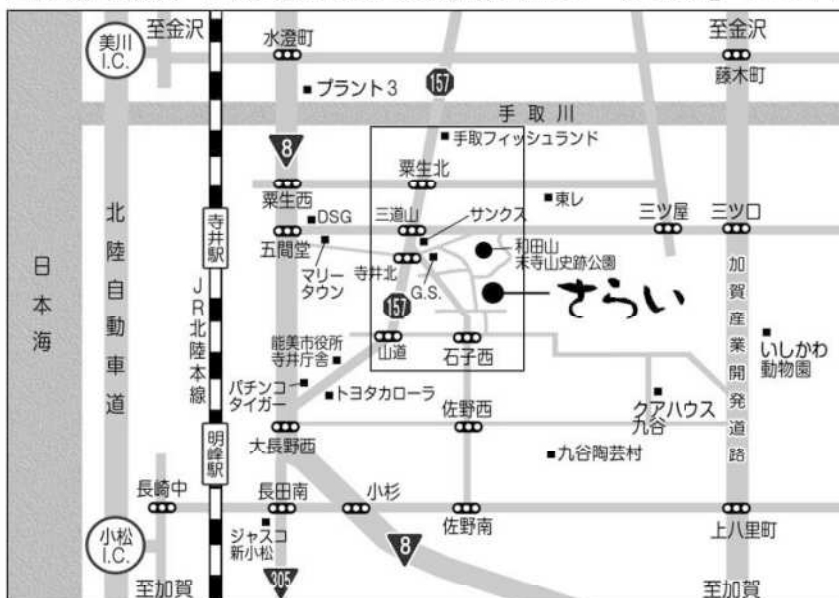 至金沢
至金沢
美川
I.C.
水澄町
藤木町
プラント3
157
手取川
手取フィッシュランド
8
粟生北
粟生西
東レ
DSG
三道山
サンクス
三ツ屋
三ツ口
五間堂
和田山
末寺山史跡公園
マリー
タウン
寺井北
G.S.
さらい
寺井駅
北陸自動車道
日本海
JR北陸本線
加賀産業開発道路
157
能美市役所
寺井庁舎
山道
石子西
いしかわ
動物園
パチンコ
タイガー
トヨタカローラ
クアハウス
九谷
大長野西
佐野西
明峰駅
九谷陶芸村
長崎中
長田南
小杉
佐野南
上八里町
小松
I.C.
ジャスコ
新小松
8
305
至加賀
至加賀